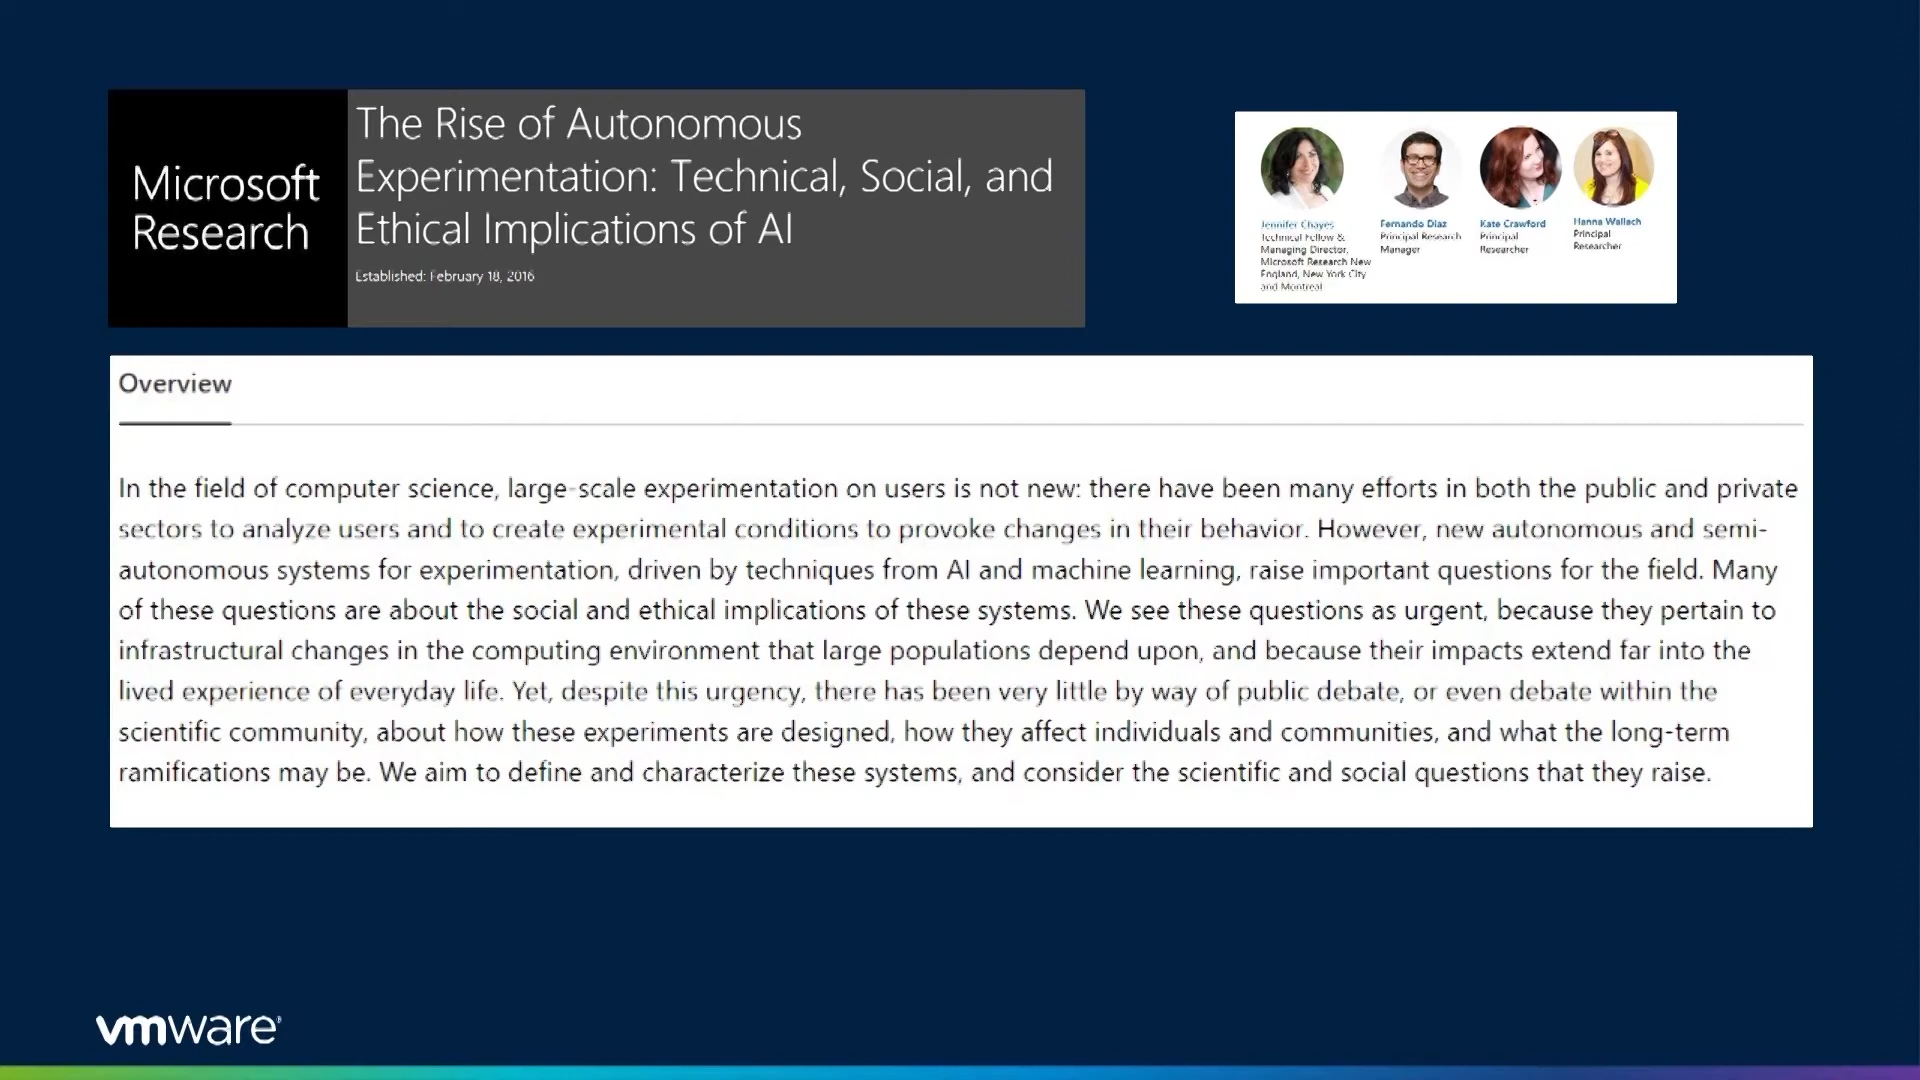 Microsoft
Research
The Rise of Autonomous
Experimentation: Technical, Social, and
Ethical Implications of AI
Established: February 18, 2016
Jennifer Chayes
Technical Fellow &
Managing Director,
Microsoft Research New
England, New York City
and Montreal
Fernando Diaz
Principal Research
Manager
Kate Crawford
Principal
Researcher
Hanna Wallach
Principal
Researcher
Overview
In the field of computer science, large-scale experimentation on users is not new: there have been many efforts in both the public and private
sectors to analyze users and to create experimental conditions to provoke changes in their behavior. However, new autonomous and semi-
autonomous systems for experimentation, driven by techniques from AI and machine learning, raise important questions for the field. Many
of these questions are about the social and ethical implications of these systems. We see these questions as urgent, because they pertain to
infrastructural changes in the computing environment that large populations depend upon, and because their impacts extend far into the
lived experience of everyday life. Yet, despite this urgency, there has been very little by way of public debate, or even debate within the
scientific community, about how these experiments are designed, how they affect individuals and communities, and what the long-term
ramifications may be. We aim to define and characterize these systems, and consider the scientific and social questions that they raise.
vmware®